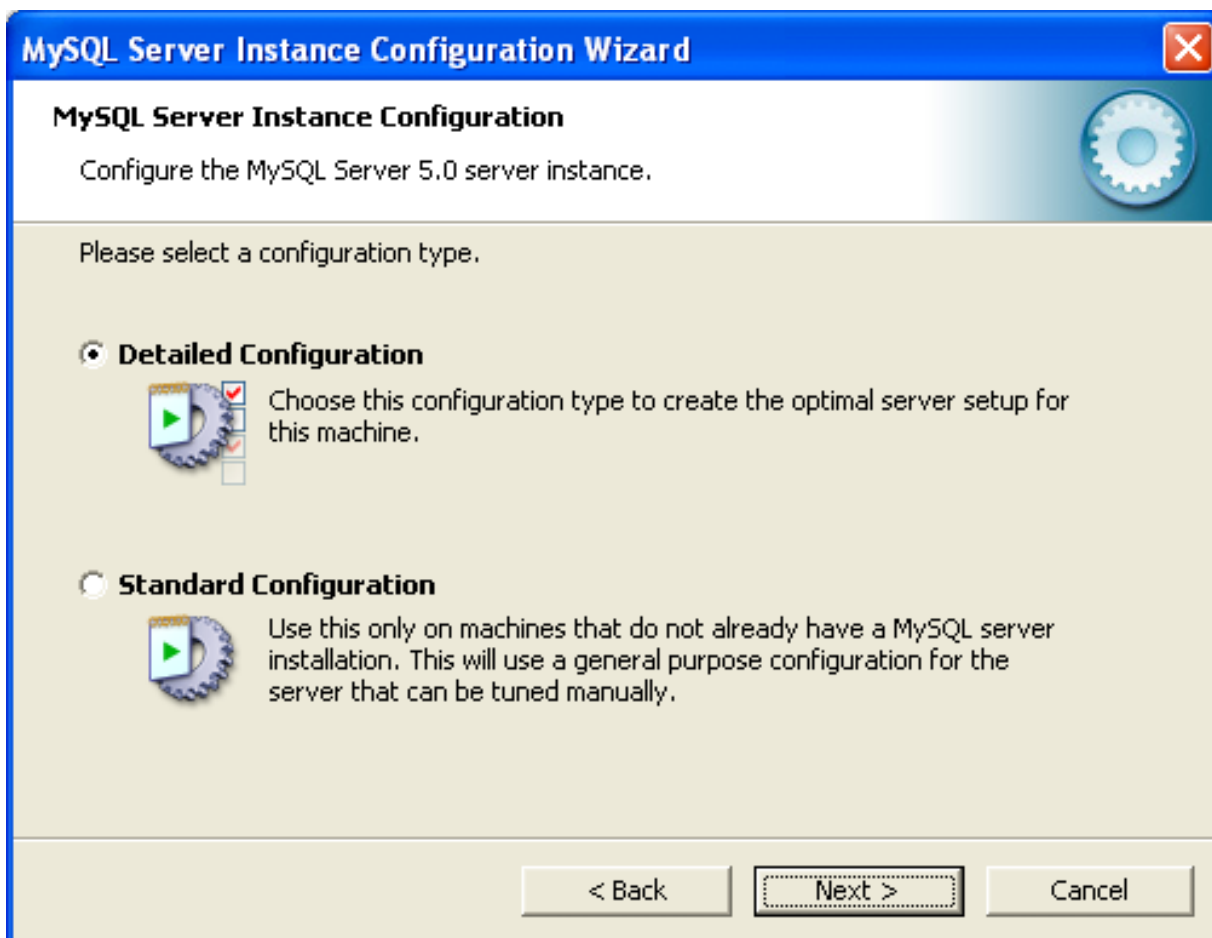 MySQL Server Instance Configuration Wizard
MySQL Server Instance Configuration
Configure the MySQL Server 5.0 server instance.
Please select a configuration type.
Detailed Configuration
Choose this configuration type to create the optimal server setup for
this machine.
Standard Configuration
Use this only on machines that do not already have a MySQL server
installation. This will use a general purpose configuration for the
server that can be tuned manually.
< Back
Next >
Cancel